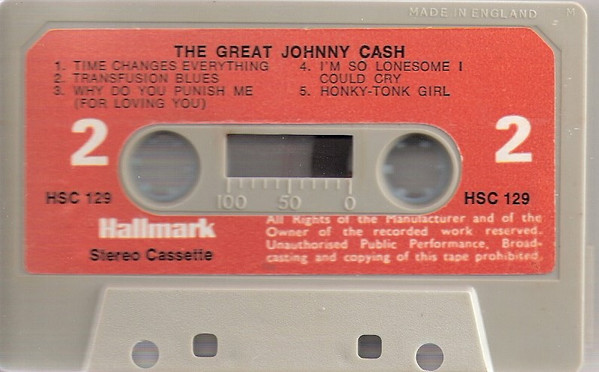 MADE IN ENGLAND M
THE GREAT JOHNNY CASH
1. TIME CHANGES EVERYTHING
2. TRANSFUSION BLUES
3. WHY DO YOU PUNISH ME
(FOR LOVING YOU)
4. I'M SO LONESOME I
COULD CRY
5. HONKY-TONK GIRL
2
2
HSC 129
100 50 0
HSC 129
Hallmark
Stereo Cassette
All Rights of the Manufacturer and of the
Owner of the recorded work reserved.
Unauthorised Public Performance, Broad-
casting and copying of this tape prohibited.